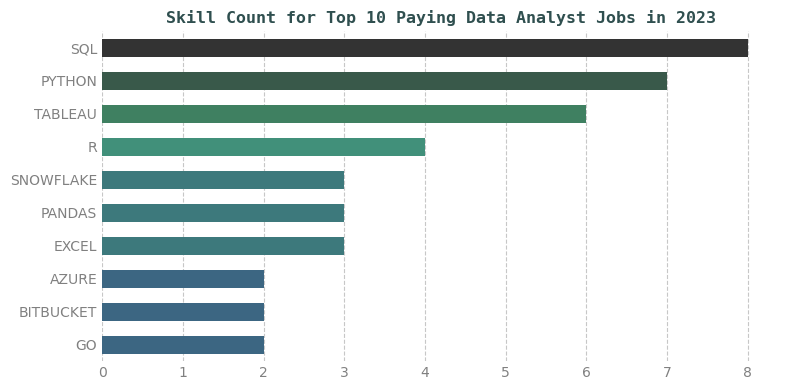 Skill Count for Top 10 Paying Data Analyst Jobs in 2023
SQL
PYTHON
TABLEAU
R
SNOWFLAKE
PANDAS
EXCEL
AZURE
BITBUCKET
GO
0 1 2 3 4 5 6 7 8